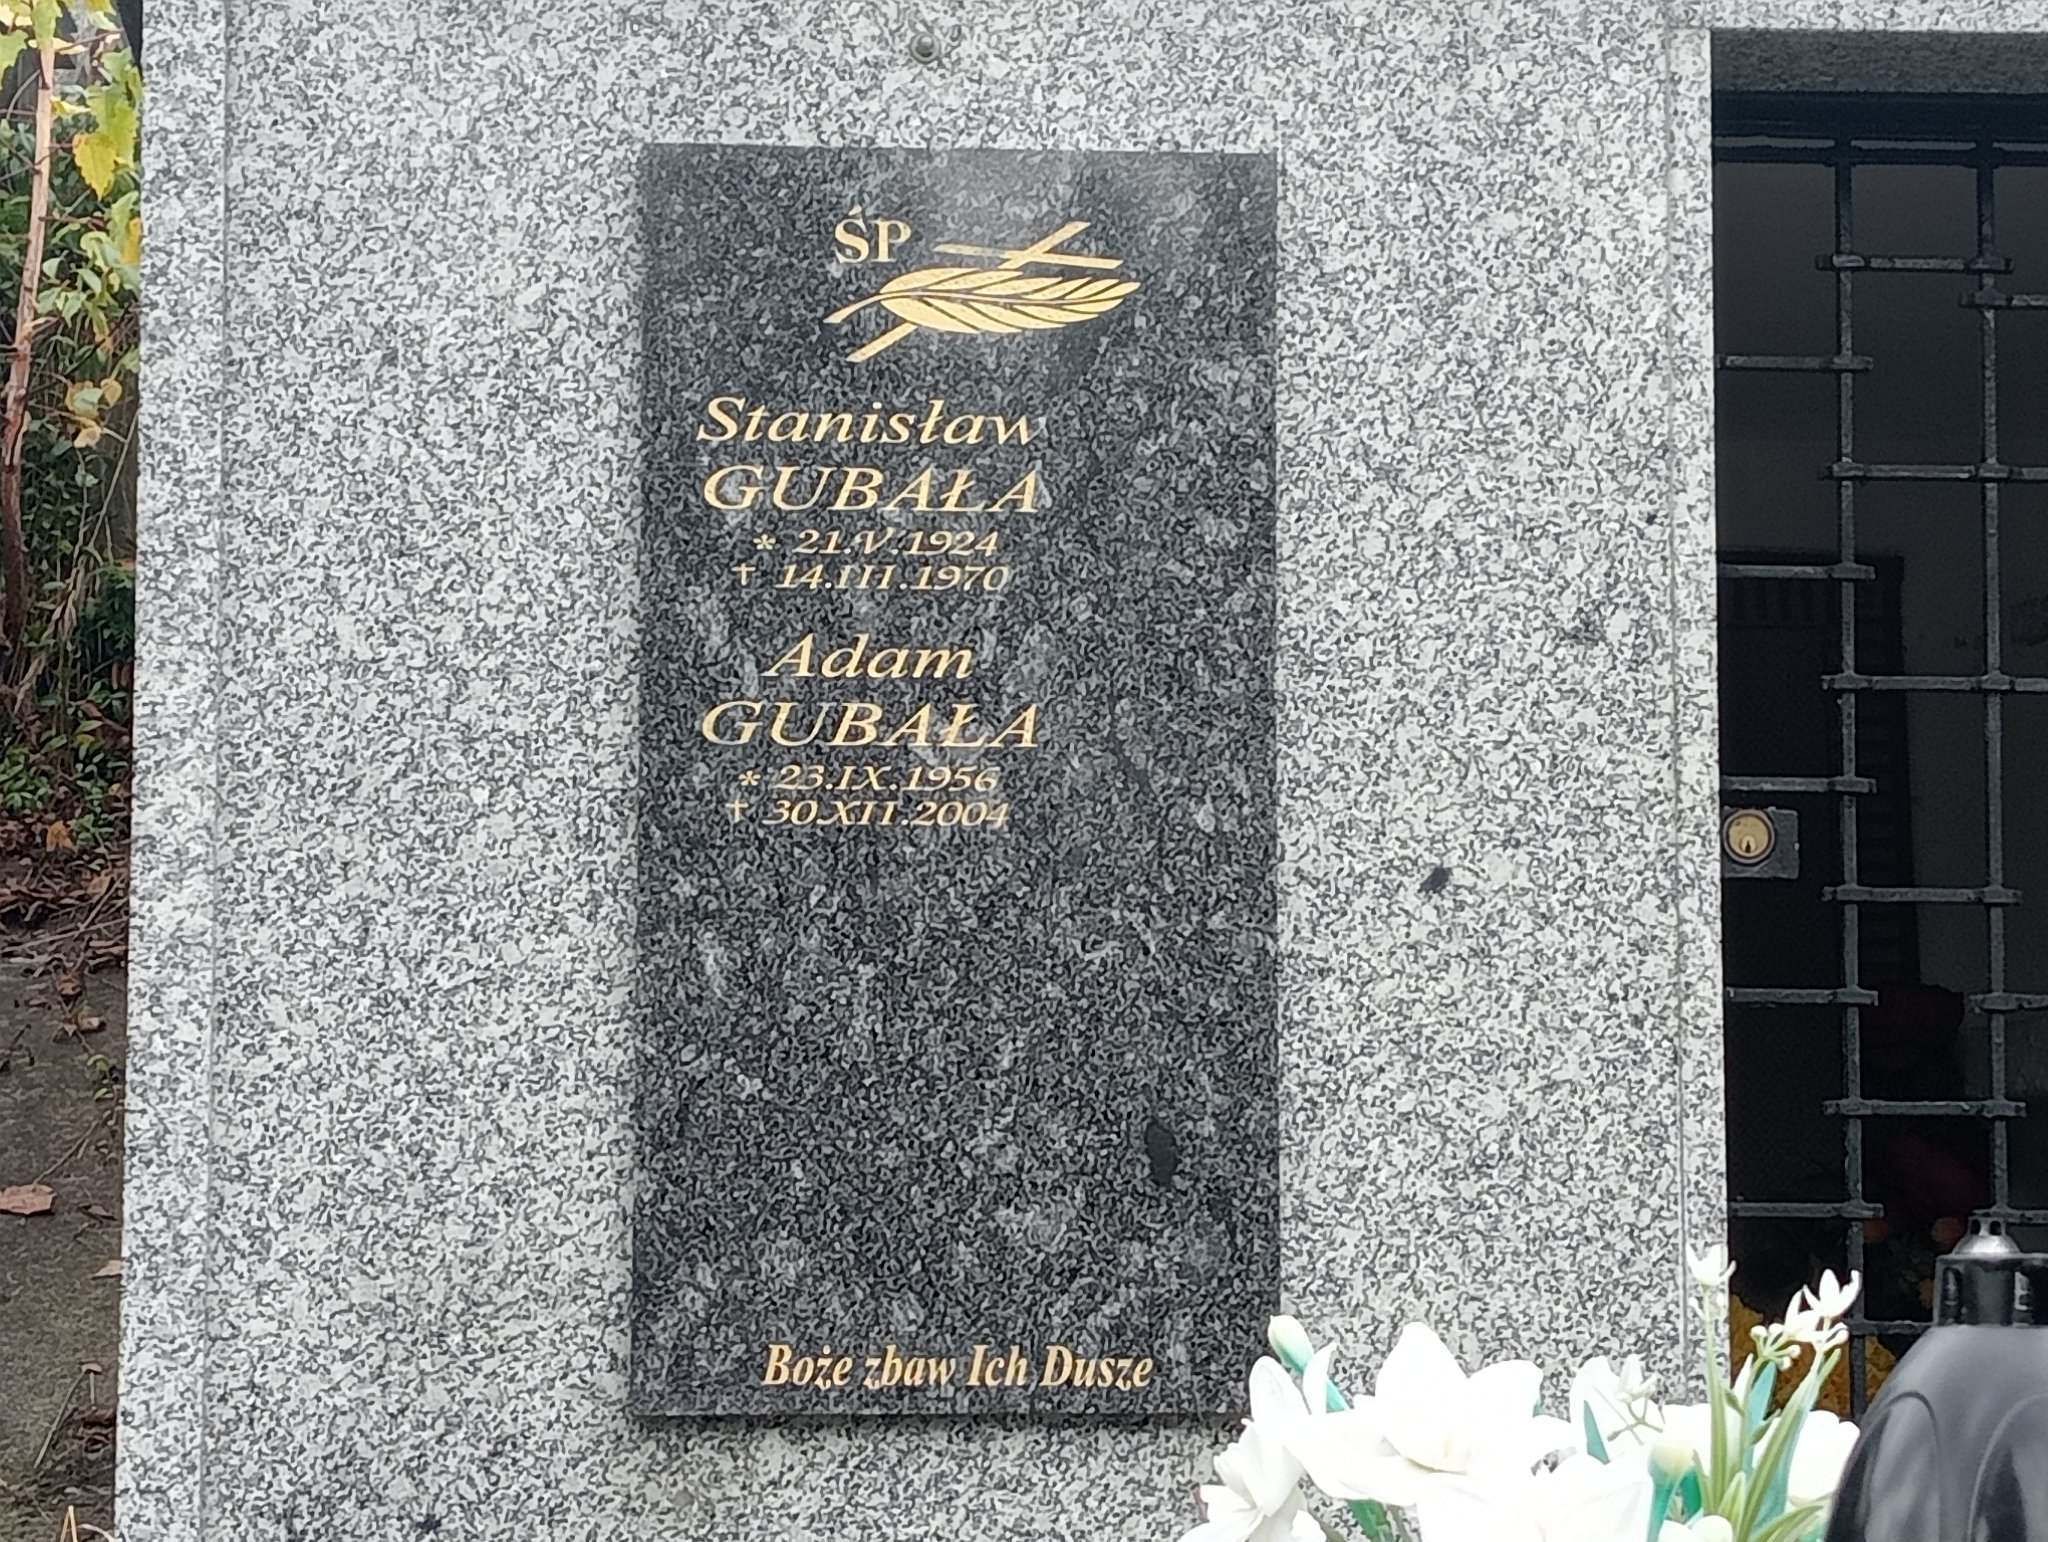 ŚP
Stanisław
GUBAŁA
* 21.V.1924
† 14.III.1970
Adam
GUBAŁA
* 23.IX.1956
† 30.XII.2004
Boże zbaw Ich Dusze